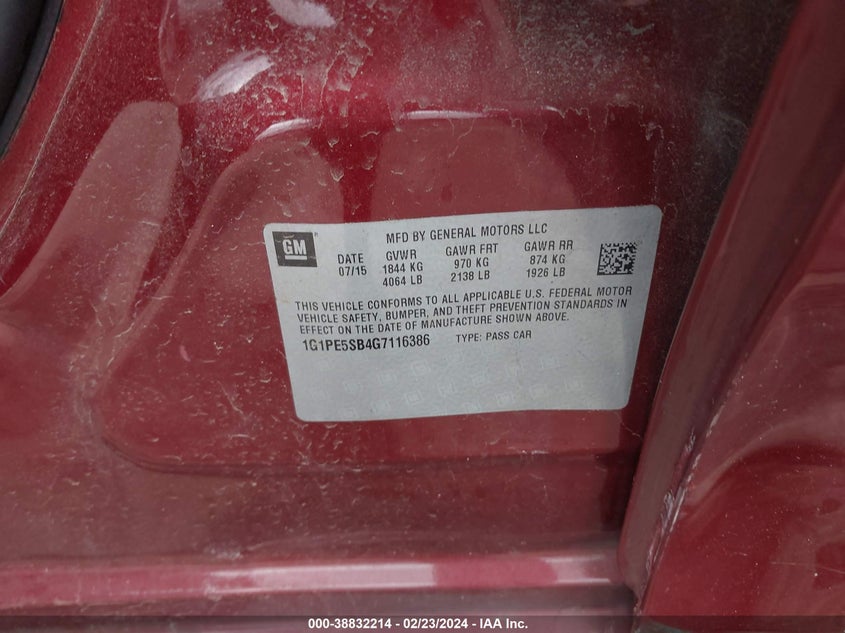 GM
MFD BY GENERAL MOTORS LLC
DATE GVWR GAWR FRT GAWR RR
07/15 1844 KG 970 KG 874 KG
4064 LB 2138 LB 1926 LB
THIS VEHICLE CONFORMS TO ALL APPLICABLE U.S. FEDERAL MOTOR
VEHICLE SAFETY, BUMPER, AND THEFT PREVENTION STANDARDS IN
EFFECT ON THE DATE OF MANUFACTURE SHOWN ABOVE.
1G1PE5SB4G7116386 TYPE: PASS CAR
000-38832214 - 02/23/2024 - IAA Inc.